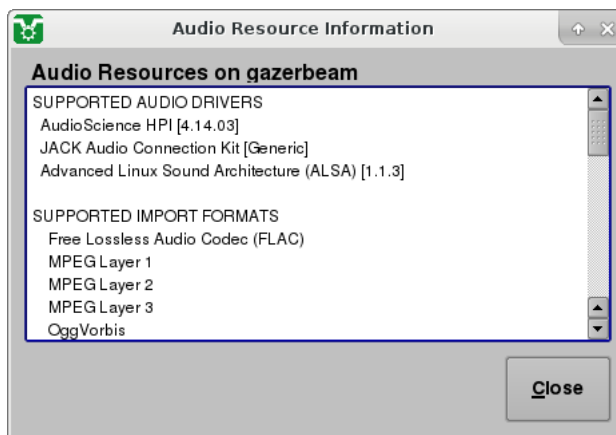 Audio Resource Information
Audio Resources on gazerbeam
SUPPORTED AUDIO DRIVERS
AudioScience HPI [4.14.03]
JACK Audio Connection Kit [Generic]
Advanced Linux Sound Architecture (ALSA) [1.1.3]
SUPPORTED IMPORT FORMATS
Free Lossless Audio Codec (FLAC)
MPEG Layer 1
MPEG Layer 2
MPEG Layer 3
OggVorbis
Close